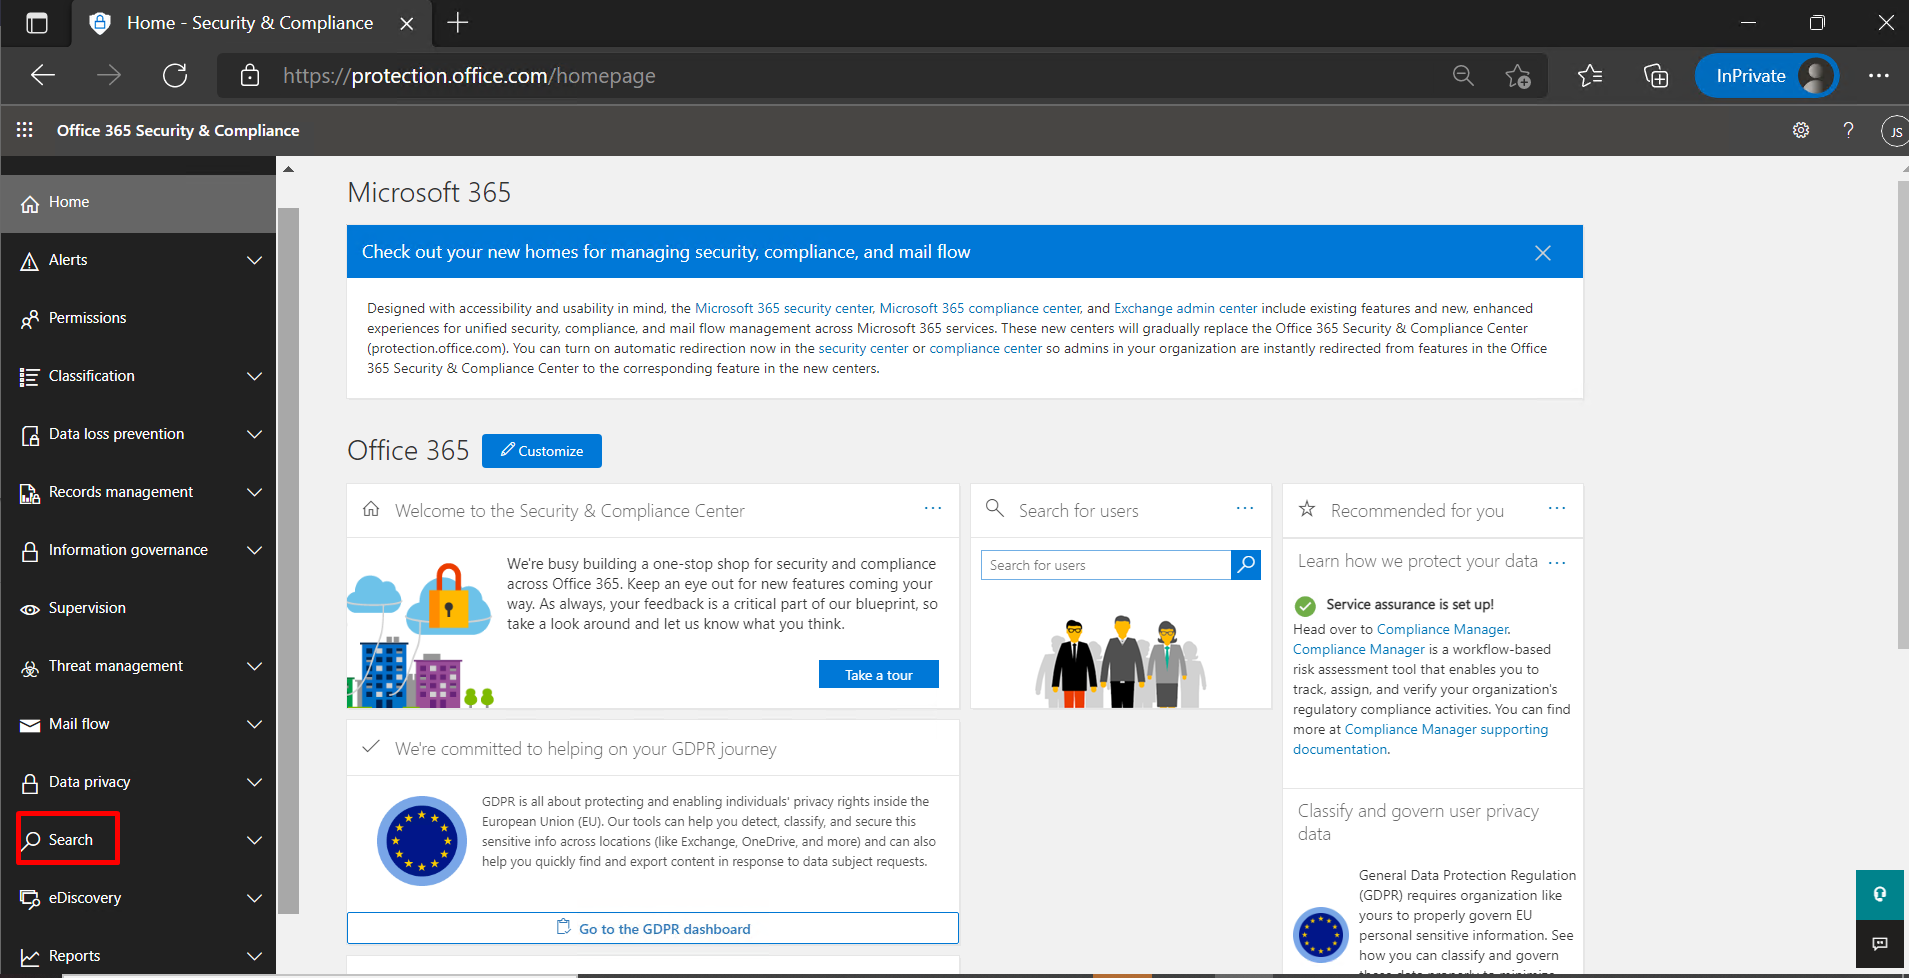 Home - Security & Compliance
https://protection.office.com/homepage
InPrivate
Office 365 Security & Compliance
?
JS
Home
Alerts
Permissions
Classification
Data loss prevention
Records management
Information governance
Supervision
Threat management
Mail flow
Data privacy
Search
eDiscovery
Reports
Microsoft 365
Check out your new homes for managing security, compliance, and mail flow
Designed with accessibility and usability in mind, the Microsoft 365 security center, Microsoft 365 compliance center, and Exchange admin center include existing features and new, enhanced
experiences for unified security, compliance, and mail flow management across Microsoft 365 services. These new centers will gradually replace the Office 365 Security & Compliance Center
(protection.office.com). You can turn on automatic redirection now in the security center or compliance center so admins in your organization are instantly redirected from features in the Office
365 Security & Compliance Center to the corresponding feature in the new centers.
Office 365
Customize
Welcome to the Security & Compliance Center
We're busy building a one-stop shop for security and compliance
across Office 365. Keep an eye out for new features coming your
way. As always, your feedback is a critical part of our blueprint, so
take a look around and let us know what you think.
Take a tour
Search for users
Search for users
Recommended for you
Learn how we protect your data
Service assurance is set up!
Head over to Compliance Manager.
Compliance Manager is a workflow-based
risk assessment tool that enables you to
track, assign, and verify your organization's
regulatory compliance activities. You can find
more at Compliance Manager supporting
documentation.
We're committed to helping on your GDPR journey
GDPR is all about protecting and enabling individuals' privacy rights inside the
European Union (EU). Our tools can help you detect, classify, and secure this
sensitive info across locations (like Exchange, OneDrive, and more) and can also
help you quickly find and export content in response to data subject requests.
Go to the GDPR dashboard
Classify and govern user privacy
data
General Data Protection Regulation
(GDPR) requires organization like
yours to properly govern EU
personal sensitive information. See
how you can classify and govern
these data properly to minimize